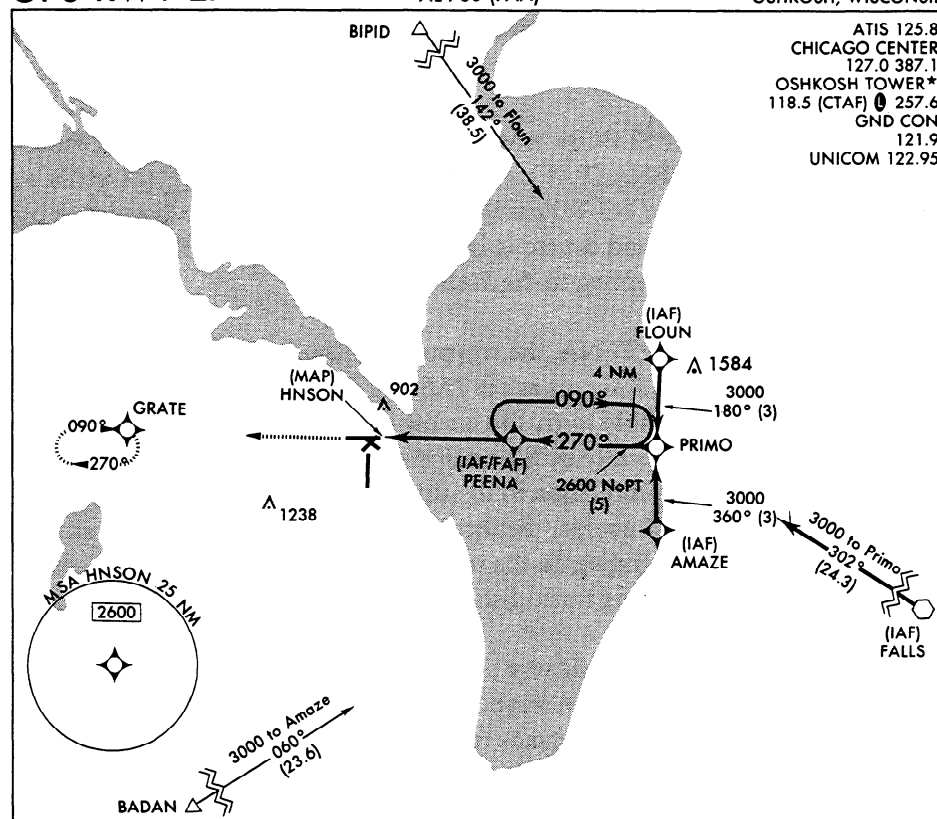 OSHKOSH, WISCONSIN
BIPID
3000 to Floun
142°
(38.5)
ATIS 125.8
CHICAGO CENTER
127.0 387.1
OSHKOSH TOWER★
118.5 (CTAF) L 257.6
GND CON
121.9
UNICOM 122.95
(IAF)
FLOUN
1584
4 NM
3000
180° (3)
(MAP)
HNSON
902
090°
GRATE
090°
270°
270°
PRIMO
(IAF/FAF)
PEENA
2600 NoPT
(5)
3000
360° (3)
1238
(IAF)
AMAZE
3000 to Primo
302°
(24.3)
(IAF)
FALLS
MSA HNSON 25 NM
2600
3000 to Amaze
060°
(23.6)
BADAN